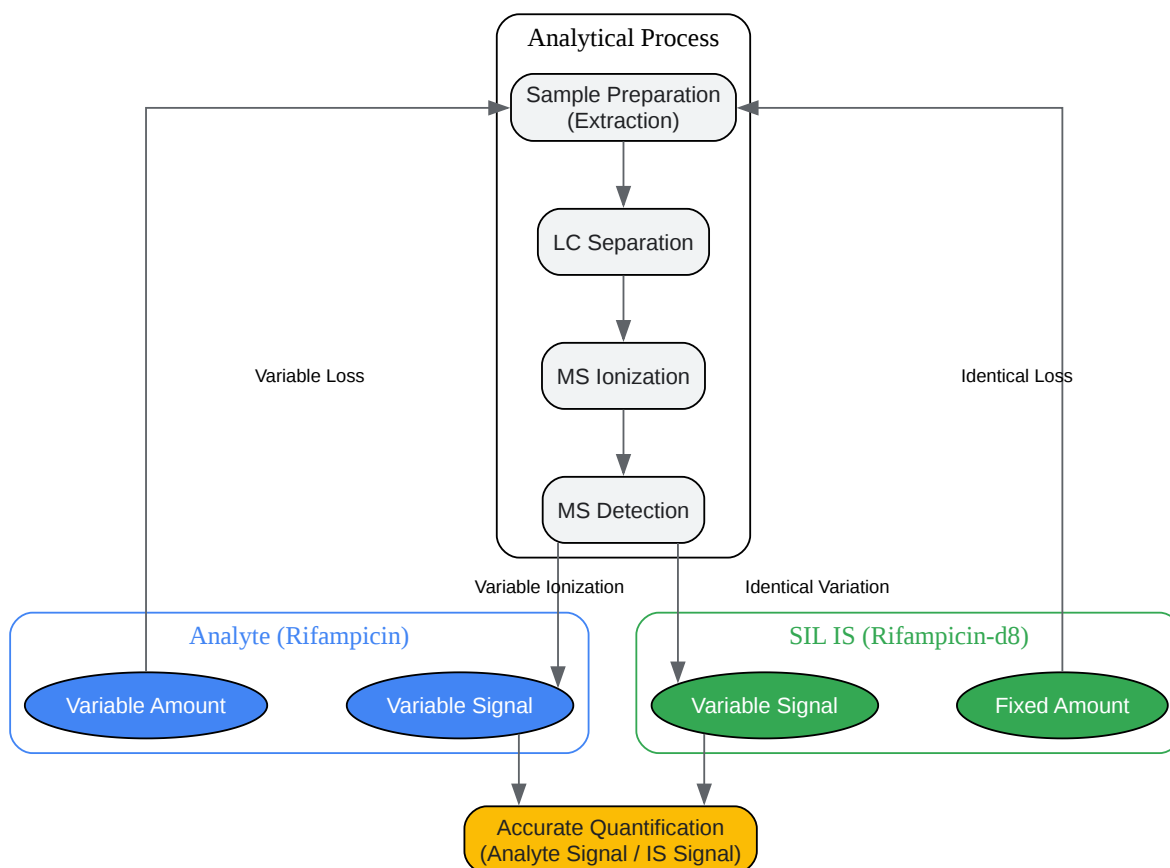 Analytical Process
Sample Preparation
(Extraction)
LC Separation
Variable Loss
MS Ionization
Identical Loss
MS Detection
Variable Ionization
Identical Variation
Analyte (Rifampicin)
SIL IS (Rifampicin-d8)
Variable Amount
Variable Signal
Variable Signal
Fixed Amount
Accurate Quantification
(Analyte Signal / IS Signal)